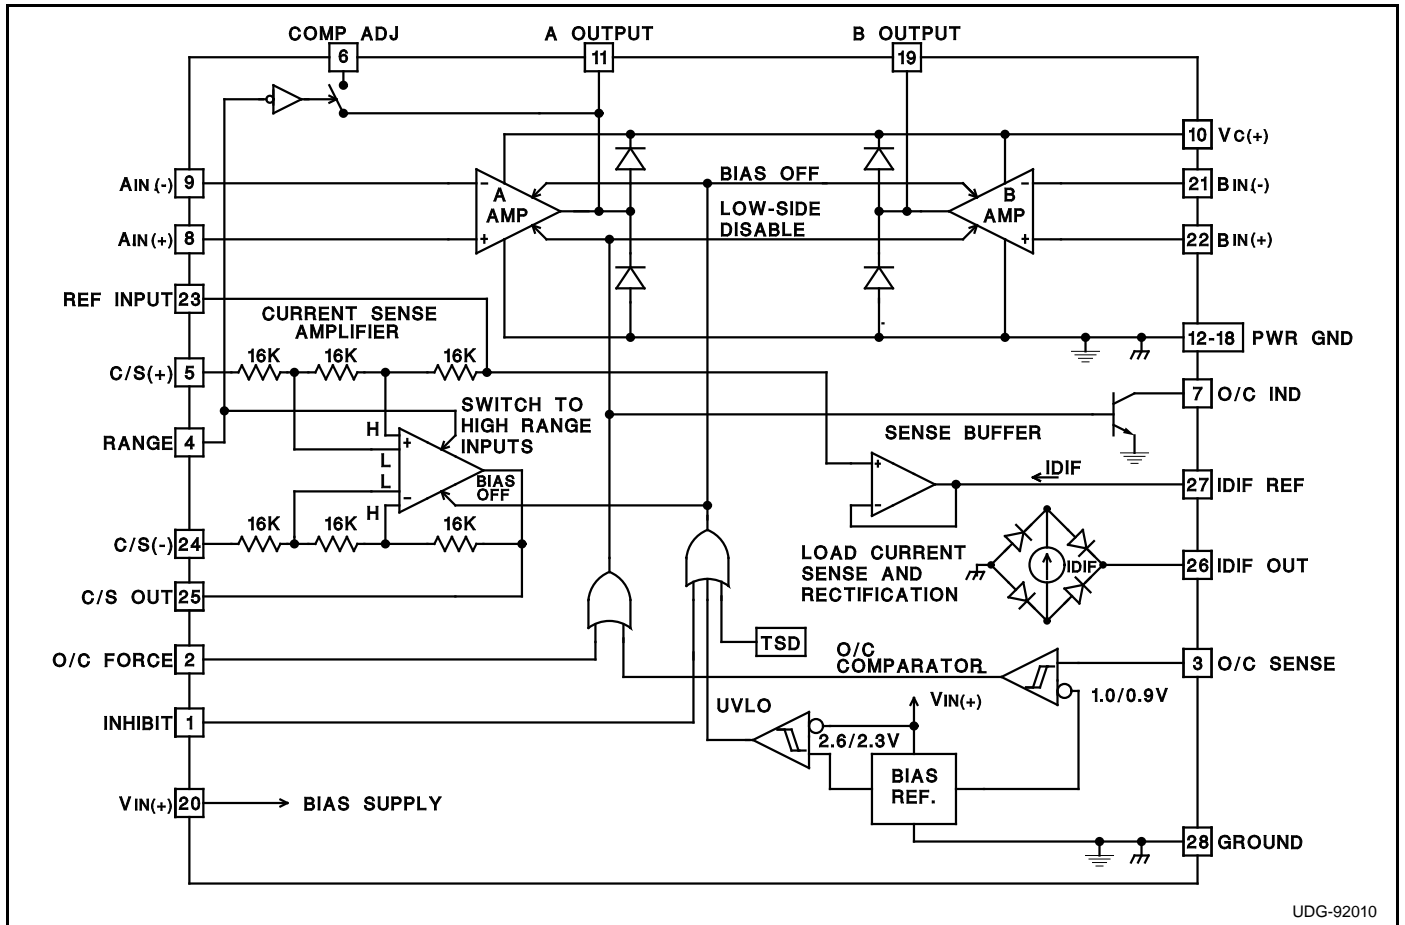 COMP ADJ
A OUTPUT
B OUTPUT
6
11
19
10 VC(+)
AIN(-) 9
A
AMP
-
+
BIAS OFF
B
AMP
-
+
21 BIN(-)
LOW-SIDE
DISABLE
AIN(+) 8
22 BIN(+)
REF INPUT 23
CURRENT SENSE
AMPLIFIER
12-18 PWR GND
16K
16K
16K
C/S(+) 5
7 O/C IND
SWITCH TO
HIGH RANGE
INPUTS
RANGE 4
H
+
L
L
-
H
BIAS
OFF
SENSE BUFFER
+
-
IDIF
27 IDIF REF
16K
16K
16K
C/S(-) 24
LOAD CURRENT
SENSE AND
RECTIFICATION
IDIF
26 IDIF OUT
C/S OUT 25
TSD
O/C FORCE 2
O/C
COMPARATOR
3 O/C SENSE
1.0/0.9V
INHIBIT 1
UVLO
VIN(+)
2.6/2.3V
BIAS
REF.
VIN(+) 20
BIAS SUPPLY
28 GROUND
UDG-92010